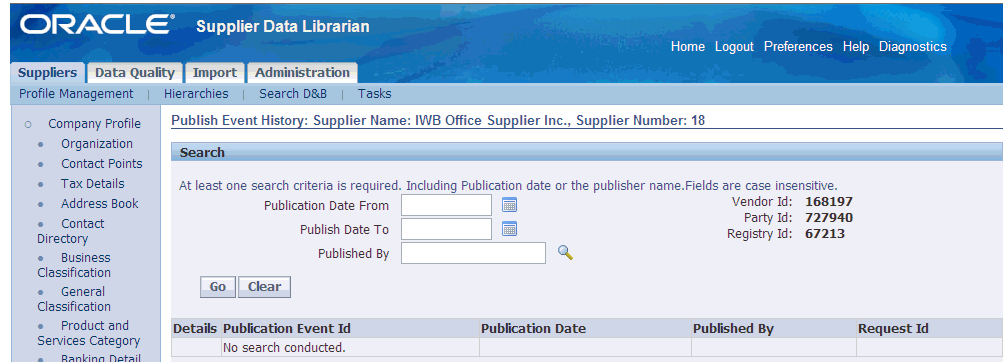 ORACLE® Supplier Data Librarian
Home Logout Preferences Help Diagnostics
Suppliers Data Quality Import Administration
Profile Management | Hierarchies | Search D&B | Tasks
Company Profile
Organization
Contact Points
Tax Details
Address Book
Contact
Directory
Business
Classification
General
Classification
Product and
Services Category
Banking Detail
Publish Event History: Supplier Name: IWB Office Supplier Inc., Supplier Number: 18
Search
At least one search criteria is required. Including Publication date or the publisher name.Fields are case insensitive.
Publication Date From
Publish Date To
Published By
Vendor Id: 168197
Party Id: 727940
Registry Id: 67213
Go Clear
Details Publication Event Id Publication Date Published By Request Id
No search conducted.